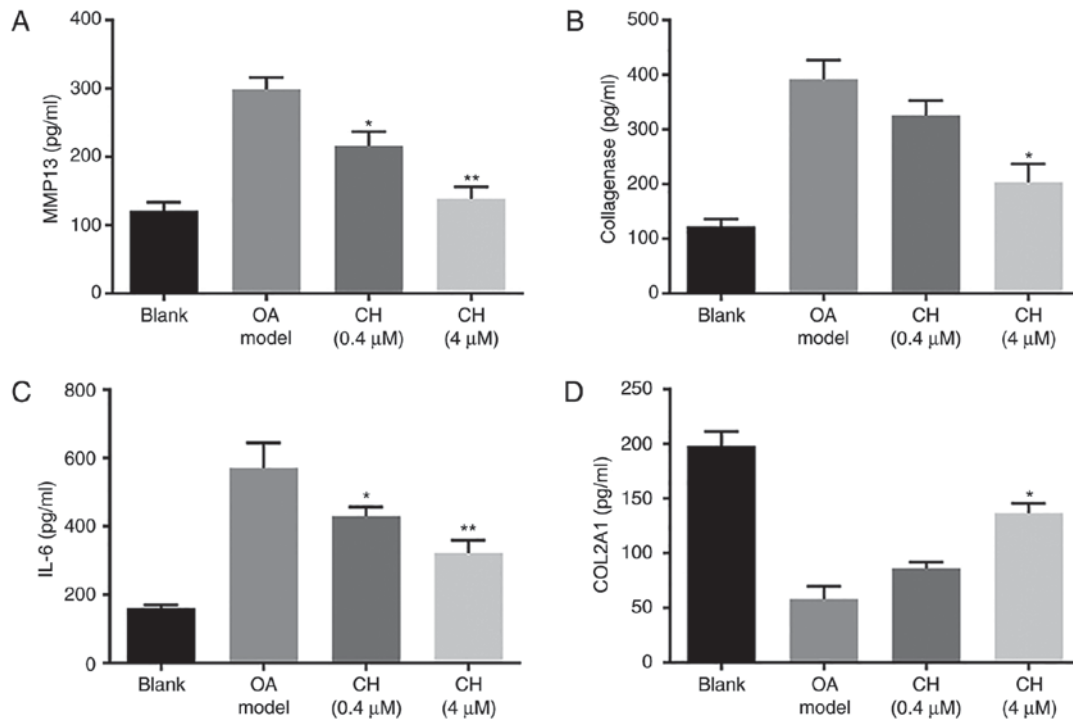 A
MMP13 (pg/ml)
400
300
200
100
0
*
**
Blank
OA
model
CH
(0.4 µM)
CH
(4 µM)
B
Collagenase (pg/ml)
500
400
300
200
100
0
*
Blank
OA
model
CH
(0.4 µM)
CH
(4 µM)
C
IL-6 (pg/ml)
800
600
400
200
0
*
**
Blank
OA
model
CH
(0.4 µM)
CH
(4 µM)
D
COL2A1 (pg/ml)
250
200
150
100
50
0
*
Blank
OA
model
CH
(0.4 µM)
CH
(4 µM)